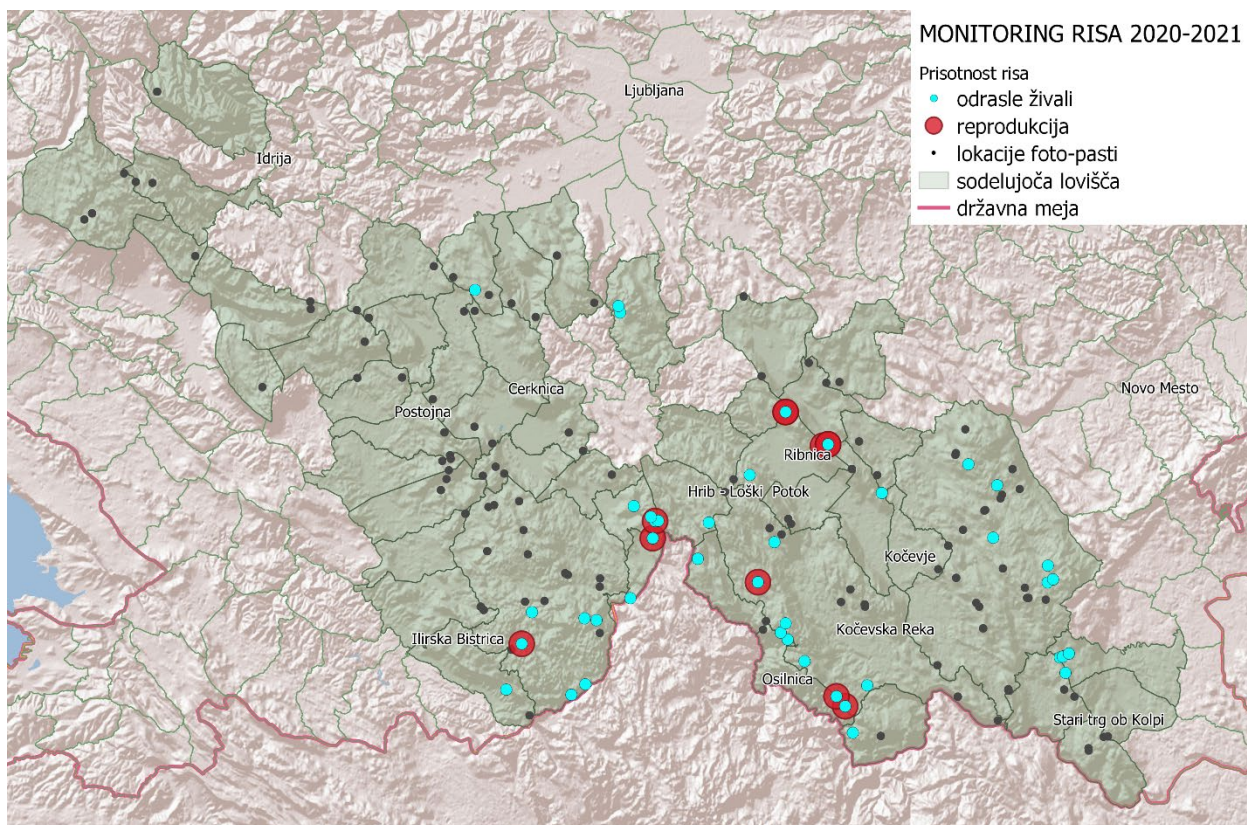 MONITORING RISA 2020-2021
Prisotnost risa
odrasle živali
reprodukcija
lokacije foto-pasti
sodelujoča lovišča
državna meja
Ljubljana
Idrija
Cerknica
Novo Mesto
Postojna
Ribnica
Hrib - Loški Potok
Kočevje
Ilirska Bistrica
Kočevska Reka
Osilnica
Stari trg ob Kolpi